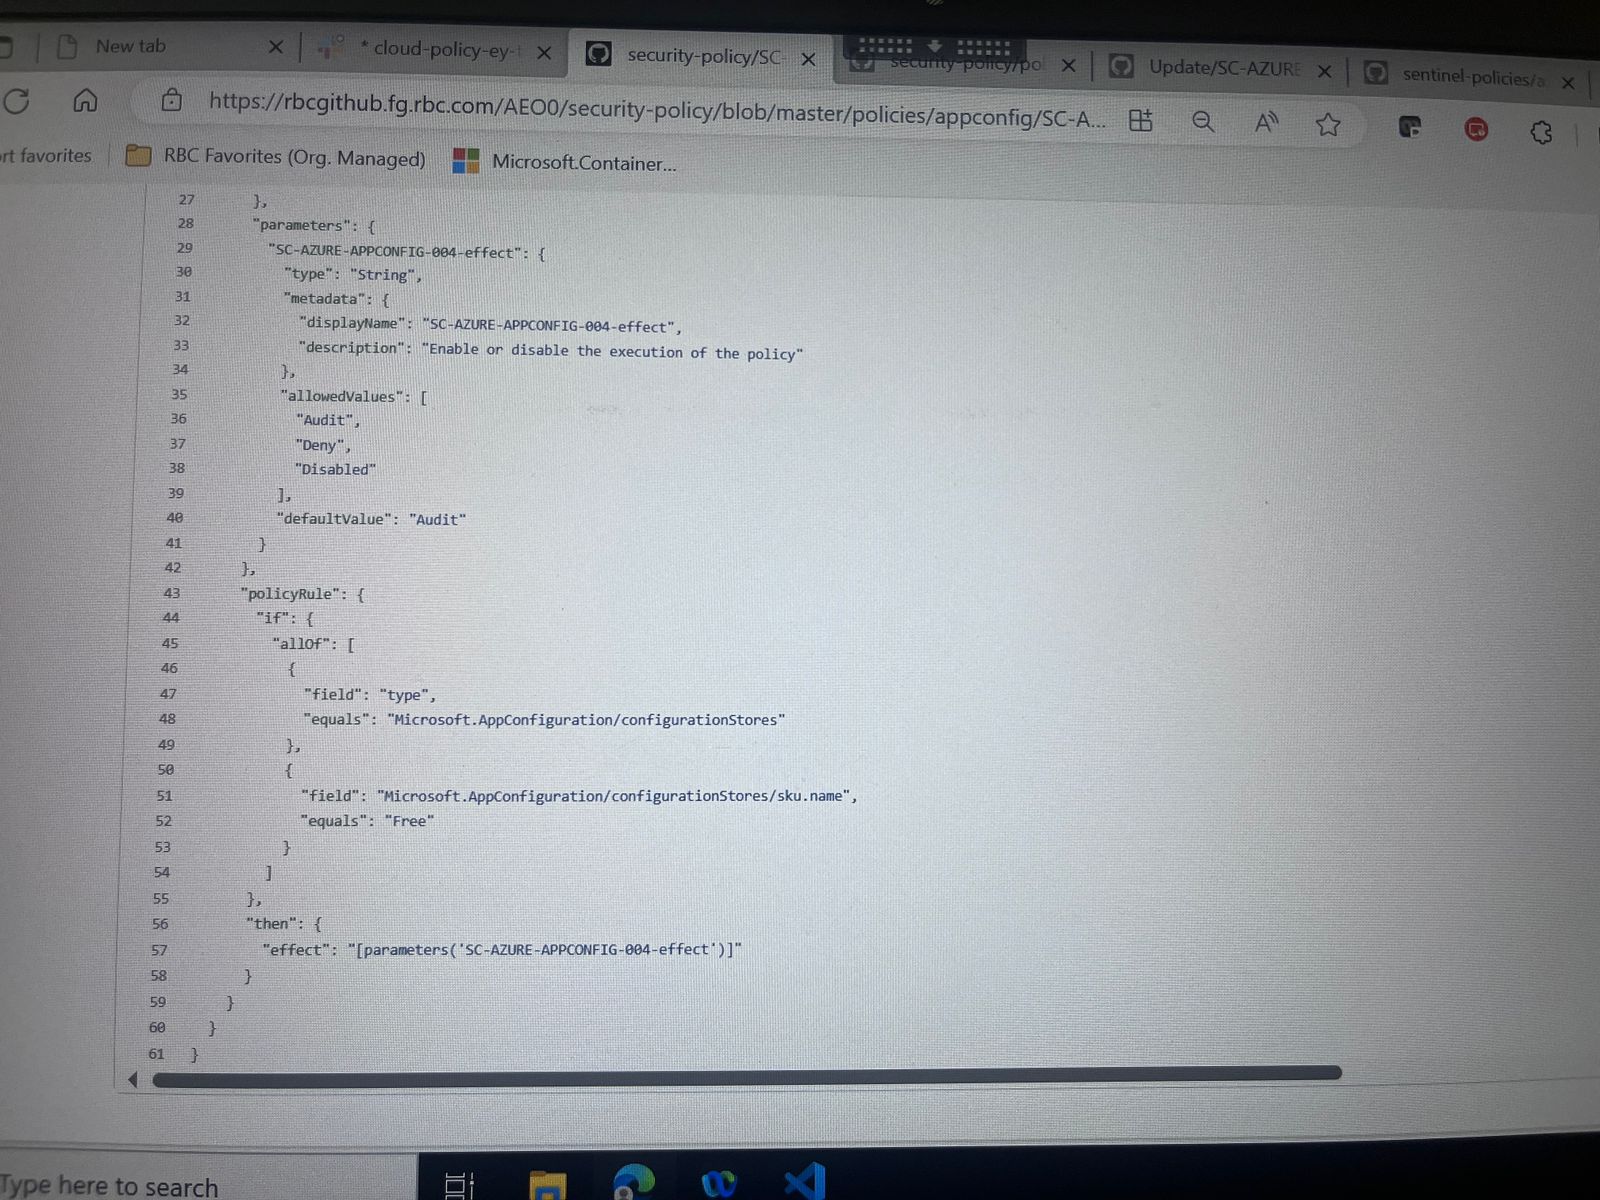 New tab
* cloud-policy-ey-t
security-policy/SC-
security-policy/pol
Update/SC-AZURE
sentinel-policies/a
https://rbcgithub.fg.rbc.com/AEO0/security-policy/blob/master/policies/appconfig/SC-A...
rt favorites
RBC Favorites (Org. Managed)
Microsoft.Container...
27 },
28 "parameters": {
29 "SC-AZURE-APPCONFIG-004-effect": {
30 "type": "String",
31 "metadata": {
32 "displayName": "SC-AZURE-APPCONFIG-004-effect",
33 "description": "Enable or disable the execution of the policy"
34 },
35 "allowedValues": [
36 "Audit",
37 "Deny",
38 "Disabled"
39 ],
40 "defaultValue": "Audit"
41 }
42 },
43 "policyRule": {
44 "if": {
45 "allOf": [
46 {
47 "field": "type",
48 "equals": "Microsoft.AppConfiguration/configurationStores"
49 },
50 {
51 "field": "Microsoft.AppConfiguration/configurationStores/sku.name",
52 "equals": "Free"
53 }
54 ]
55 },
56 "then": {
57 "effect": "[parameters('SC-AZURE-APPCONFIG-004-effect')]"
58 }
59 }
60 }
61 }
Type here to search